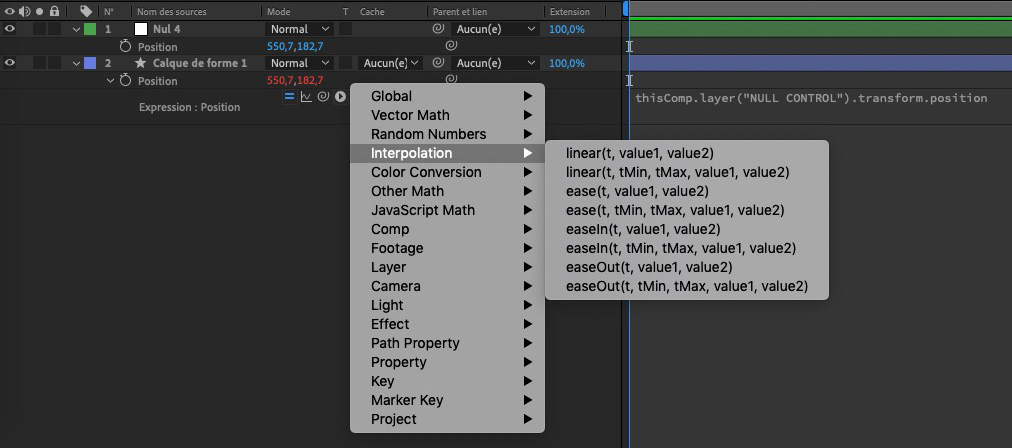 N° Nom des sources Mode T Cache Parent et lien Extension
1 Nul 4 Normal Aucun(e) 100,0%
Position 550,7,182,7
2 Calque de forme 1 Normal Aucun(e) Aucun(e) 100,0%
Position 550,7,182,7
Expression : Position
thisComp.layer("NULL CONTROL").transform.position
Global
Vector Math
Random Numbers
Interpolation
Color Conversion
Other Math
JavaScript Math
Comp
Footage
Layer
Camera
Light
Effect
Path Property
Property
Key
Marker Key
Project
linear(t, value1, value2)
linear(t, tMin, tMax, value1, value2)
ease(t, value1, value2)
ease(t, tMin, tMax, value1, value2)
easeIn(t, value1, value2)
easeIn(t, tMin, tMax, value1, value2)
easeOut(t, value1, value2)
easeOut(t, tMin, tMax, value1, value2)